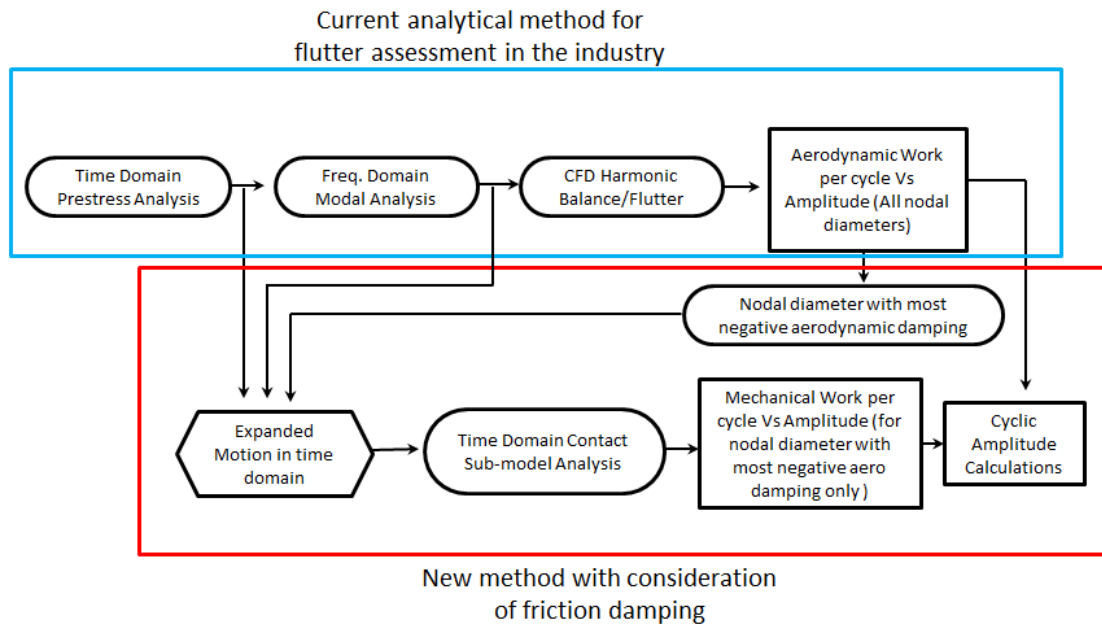 Current analytical method for
flutter assessment in the industry
Time Domain
Prestress Analysis
Freq. Domain
Modal Analysis
CFD Harmonic
Balance/Flutter
Aerodynamic Work
per cycle Vs
Amplitude (All nodal
diameters)
Nodal diameter with most
negative aerodynamic damping
Expanded
Motion in time
domain
Time Domain Contact
Sub-model Analysis
Mechanical Work per
cycle Vs Amplitude (for
nodal diameter with
most negative aero
damping only )
Cyclic
Amplitude
Calculations
New method with consideration
of friction damping